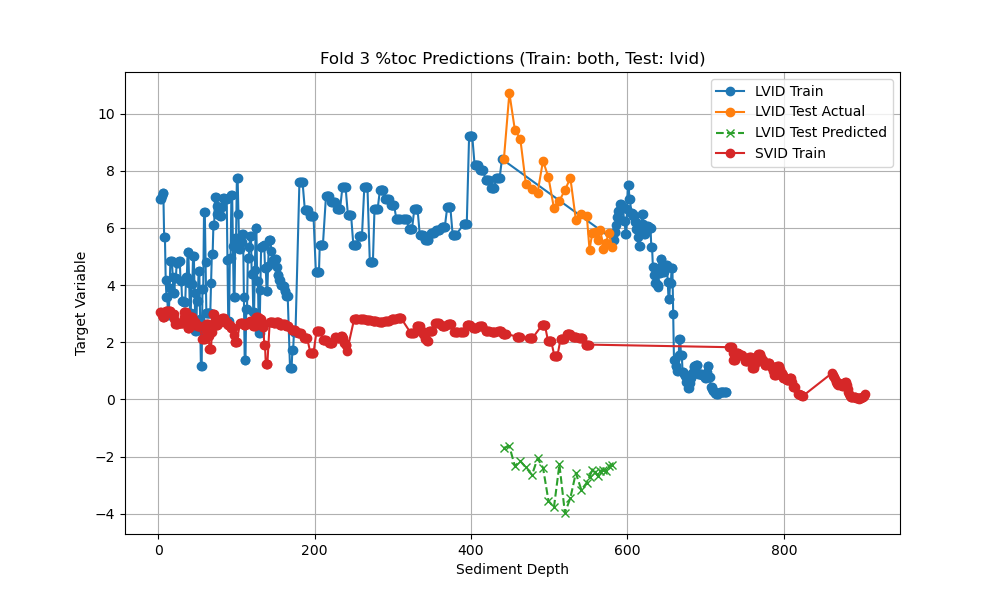 Fold 3 %toc Predictions (Train: both, Test: lvid)
LVID Train
LVID Test Actual
LVID Test Predicted
SVID Train
Target Variable
10
8
6
4
2
0
−2
−4
0 200 400 600 800
Sediment Depth